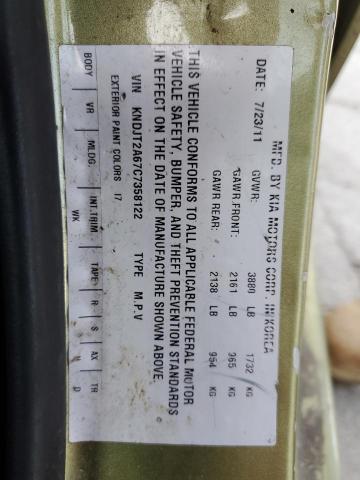 MFD. BY KIA MOTORS CORP. IN KOREA
DATE: 7/23/11
GVWR: 3880 LB 1732 KG
GAWR FRONT: 2161 LB 965 KG
GAWR REAR: 2138 LB 954 KG
THIS VEHICLE CONFORMS TO ALL APPLICABLE FEDERAL MOTOR
VEHICLE SAFETY, BUMPER, AND THEFT PREVENTION STANDARDS
IN EFFECT ON THE DATE OF MANUFACTURE SHOWN ABOVE.
VIN KNDJT2A67C7358122 TYPE M.P.V
EXTERIOR PAINT COLORS I7
BODY VR MLDG. INT.TRIM. TAPE R S AX TR
WK D